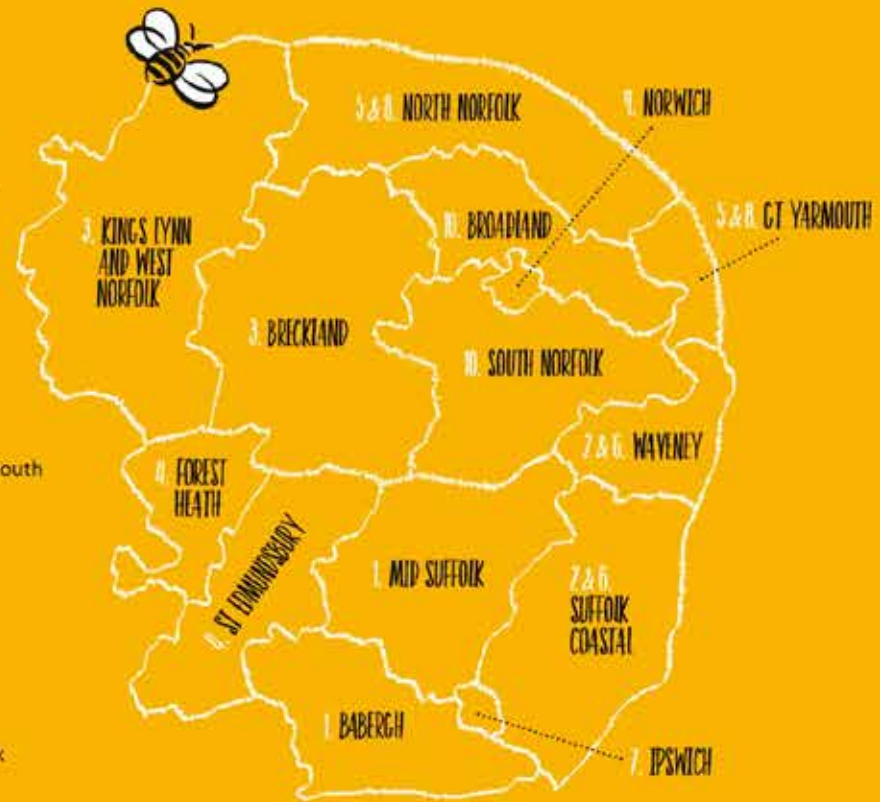 5 & 8. NORTH NORFOLK
9. NORWICH
3. KINGS LYNN
AND WEST
NORFOLK
10. BROADLAND
5 & 8. GT YARMOUTH
3. BRECKLAND
10. SOUTH NORFOLK
outh
2 & 6. WAVENEY
4. FOREST
HEATH
4. ST EDMUNDSBURY
1. MID SUFFOLK
2 & 6.
SUFFOLK
COASTAL
1. BABERGH
7. IPSWICH
k